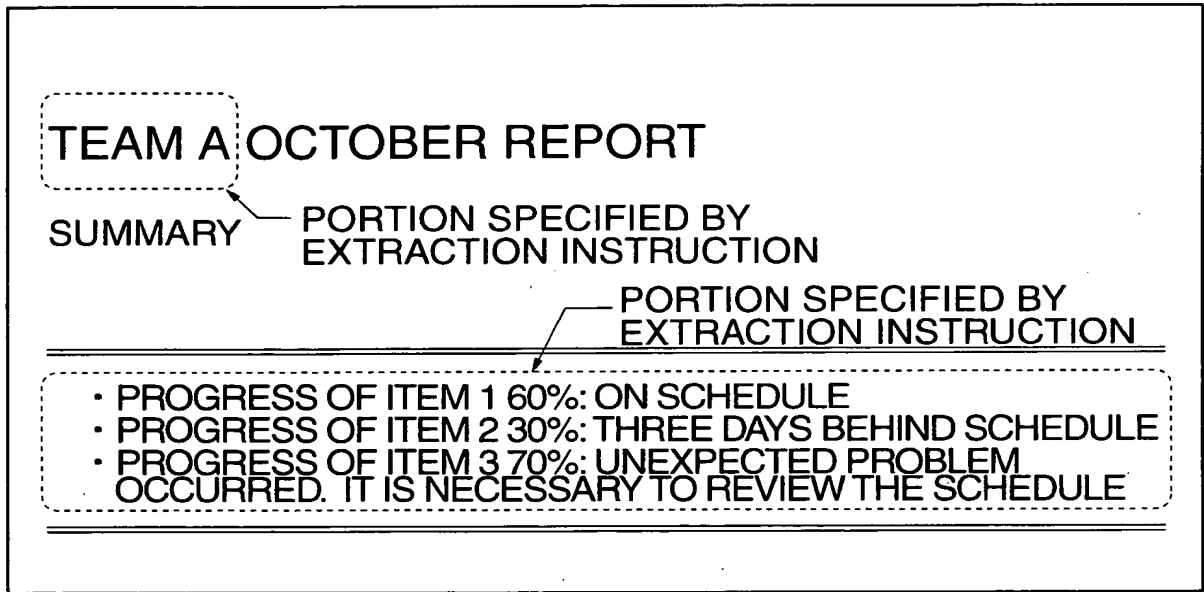 TEAM A OCTOBER REPORT
SUMMARY
PORTION SPECIFIED BY
EXTRACTION INSTRUCTION
PORTION SPECIFIED BY
EXTRACTION INSTRUCTION
・PROGRESS OF ITEM 1 60%: ON SCHEDULE
・PROGRESS OF ITEM 2 30%: THREE DAYS BEHIND SCHEDULE
・PROGRESS OF ITEM 3 70%: UNEXPECTED PROBLEM
OCCURRED. IT IS NECESSARY TO REVIEW THE SCHEDULE